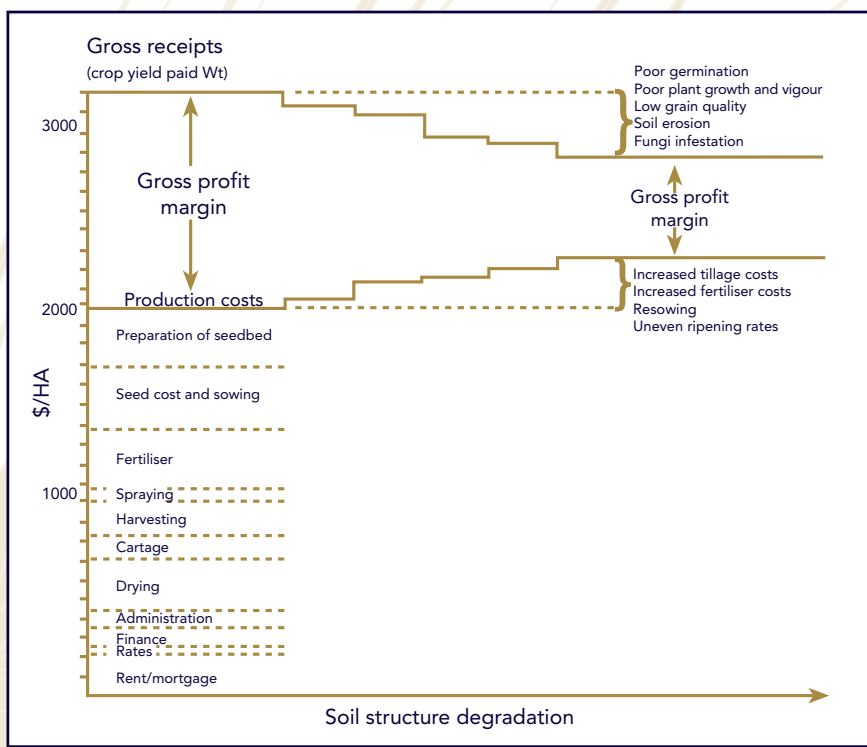 Gross receipts
(crop yield paid Wt)
Poor germination
Poor plant growth and vigour
Low grain quality
Soil erosion
Fungi infestation
3000
Gross profit
margin
Gross profit
margin
Production costs
2000
Increased tillage costs
Increased fertiliser costs
Resowing
Uneven ripening rates
Preparation of seedbed
$/HA
Seed cost and sowing
Fertiliser
1000
Spraying
Harvesting
Cartage
Drying
Administration
Finance
Rates
Rent/mortgage
Soil structure degradation